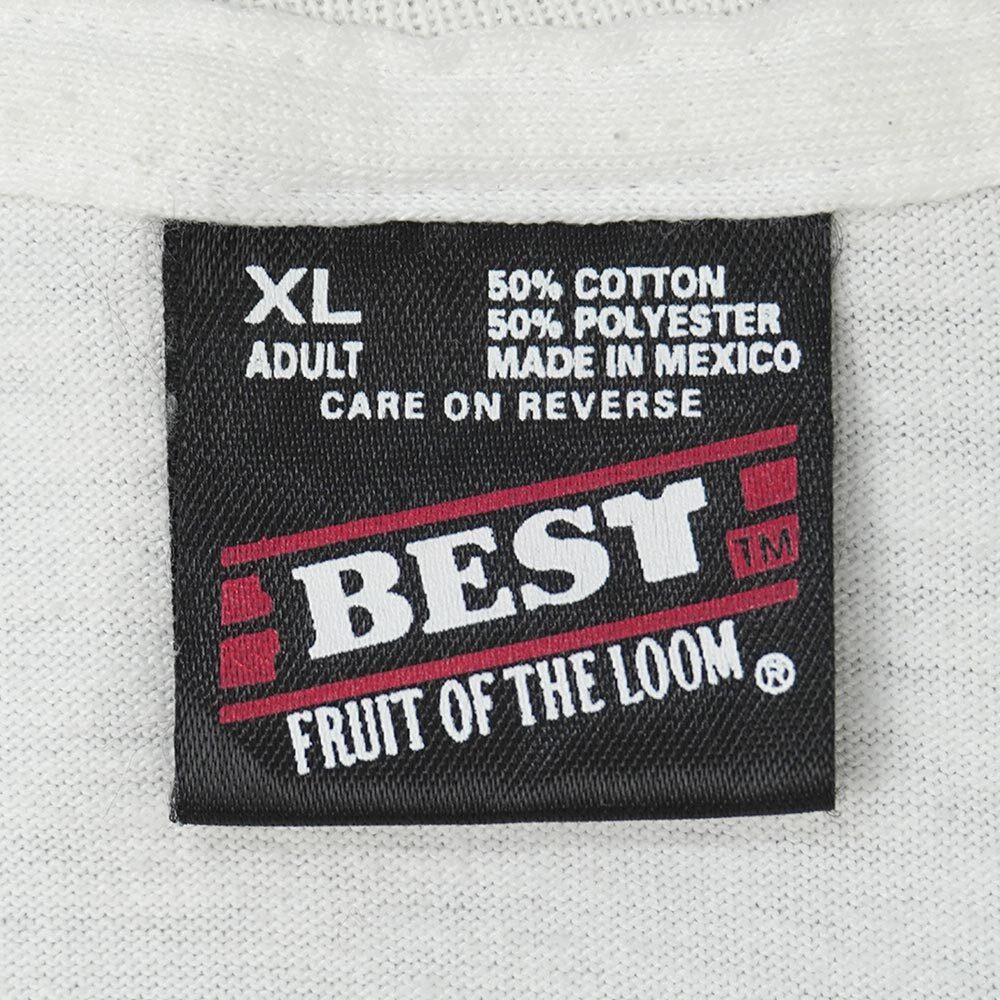 XL
ADULT
50% COTTON
50% POLYESTER
MADE IN MEXICO
CARE ON REVERSE
BEST TM
FRUIT OF THE LOOM ®